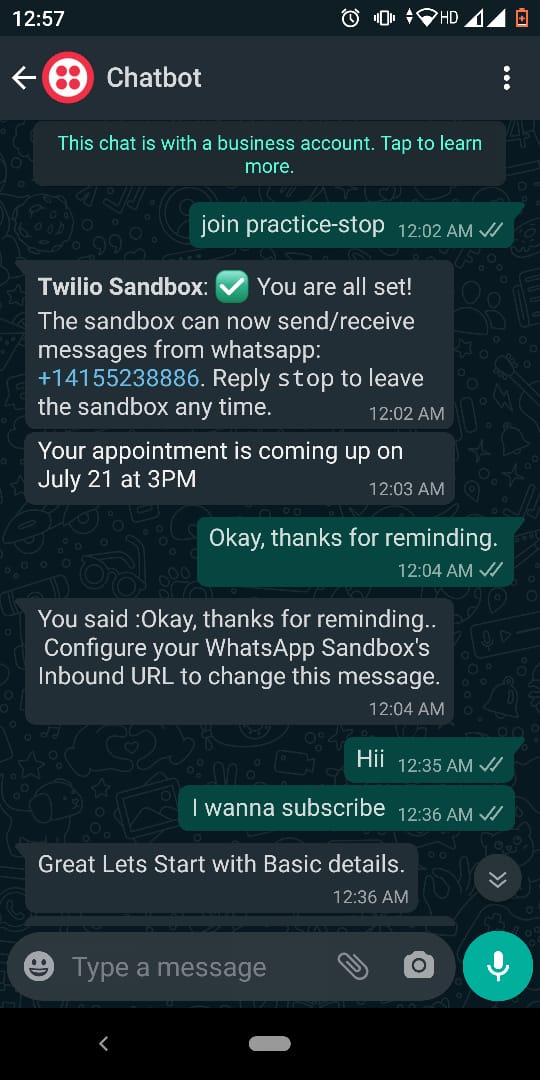 12:57
HD
Chatbot
This chat is with a business account. Tap to learn
more.
join practice-stop 12:02 AM
Twilio Sandbox: ✅ You are all set!
The sandbox can now send/receive
messages from whatsapp:
+14155238886. Reply stop to leave
the sandbox any time. 12:02 AM
Your appointment is coming up on
July 21 at 3PM 12:03 AM
Okay, thanks for reminding.
12:04 AM
You said :Okay, thanks for reminding..
Configure your WhatsApp Sandbox's
Inbound URL to change this message.
12:04 AM
Hii 12:35 AM
I wanna subscribe 12:36 AM
Great Lets Start with Basic details.
12:36 AM
Type a message